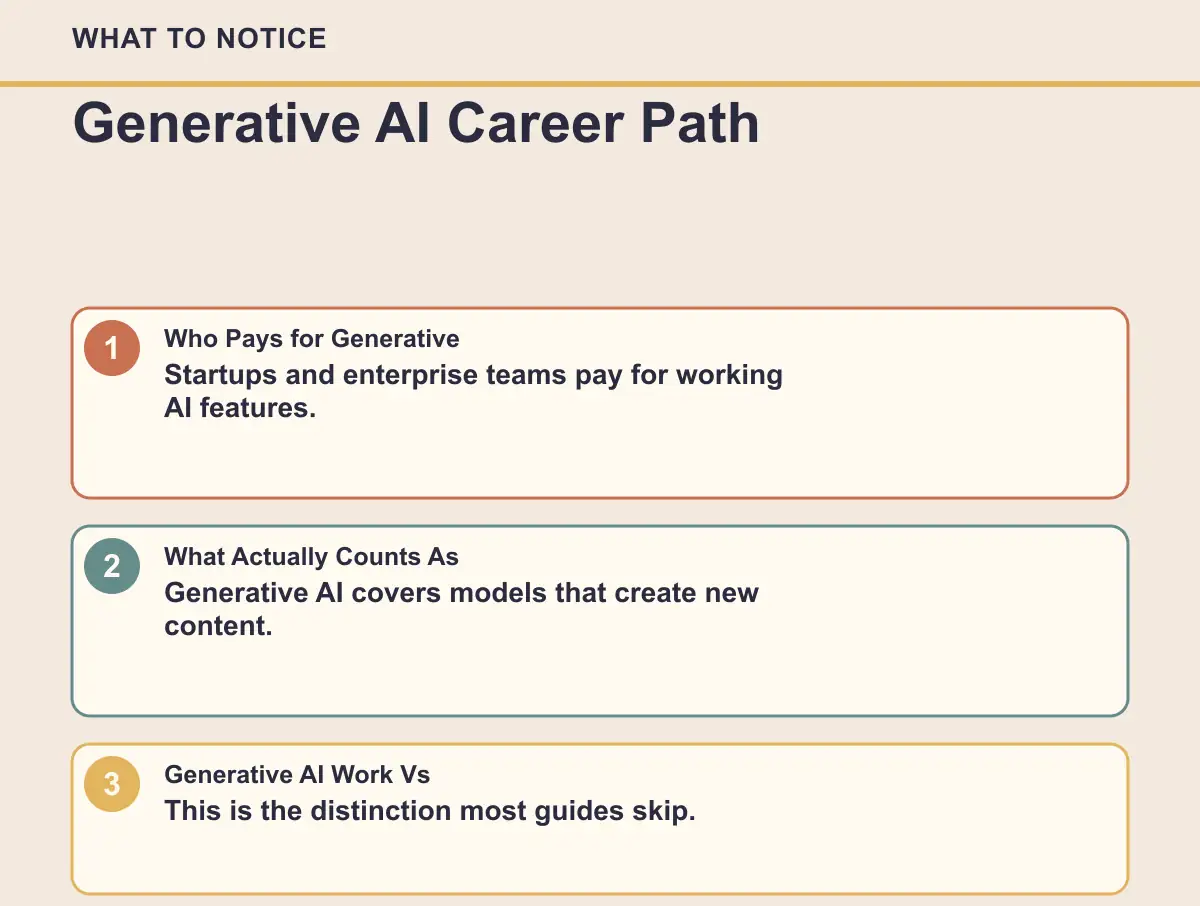 WHAT TO NOTICE
Generative AI Career Path
1
Who Pays for Generative
Startups and enterprise teams pay for working
AI features.
2
What Actually Counts As
Generative AI covers models that create new
content.
3
Generative AI Work Vs
This is the distinction most guides skip.